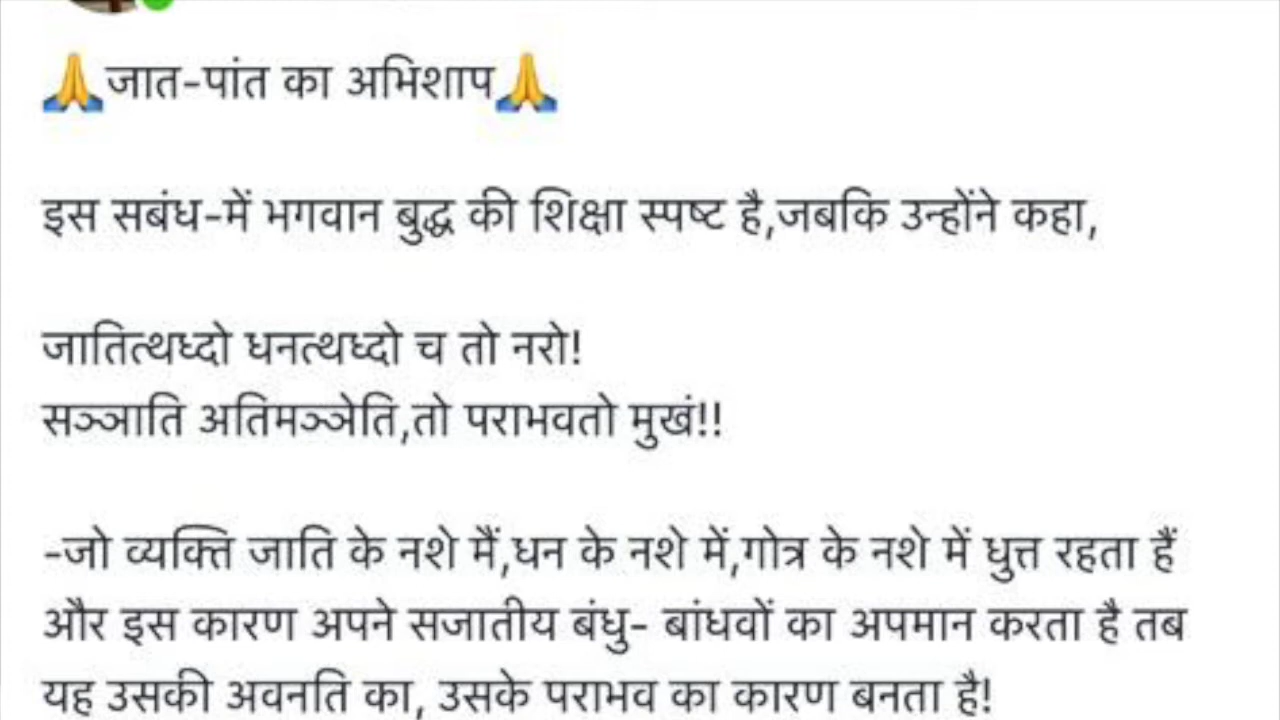 🙏जात-पांत का अभिशाप🙏
इस सबंध-में भगवान बुद्ध की शिक्षा स्पष्ट है,जबकि उन्होंने कहा,
जातित्थध्दो धनत्थध्दो च तो नरो!
सञ्ञाति अतिमञ्ञेति,तो पराभवतो मुखं!!
-जो व्यक्ति जाति के नशे मैं,धन के नशे में,गोत्र के नशे में धुत्त रहता हैं
और इस कारण अपने सजातीय बंधु- बांधवों का अपमान करता है तब
यह उसकी अवनति का, उसके पराभव का कारण बनता है!